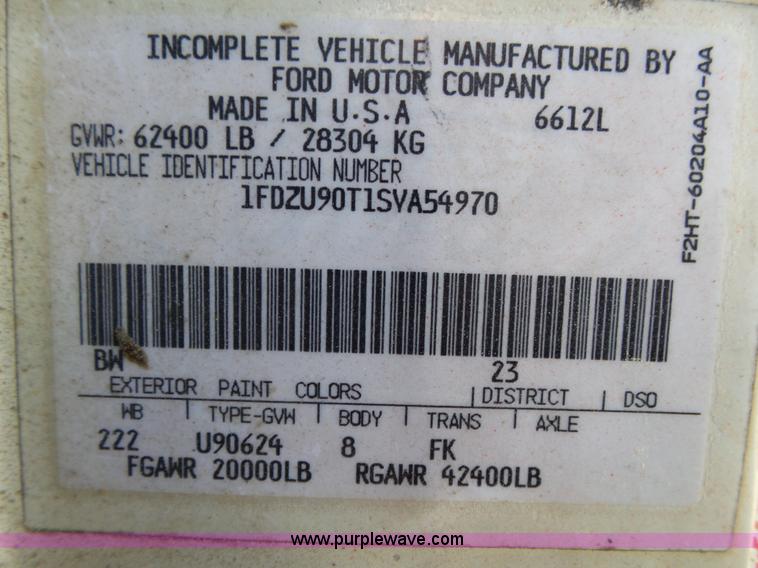 INCOMPLETE VEHICLE MANUFACTURED BY
FORD MOTOR COMPANY
MADE IN U.S.A 6612L
GVWR: 62400 LB / 28304 KG
VEHICLE IDENTIFICATION NUMBER
1FDZU90T1SVA54970
F2HT-60204A10-AA
BW 23
EXTERIOR PAINT COLORS | DISTRICT | DSO
WB | TYPE-GVW | BODY | TRANS | AXLE
222 U90624 8 FK
FGAWR 20000LB RGAWR 42400LB
www.purplewave.com